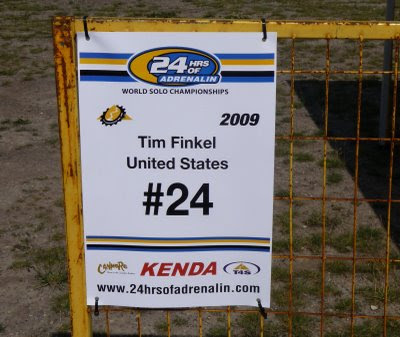 24 HRS
OF
ADRENALIN
WORLD SOLO CHAMPIONSHIPS
2009
Tim Finkel
United States
#24
KENDA
www.24hrsofadrenalin.com